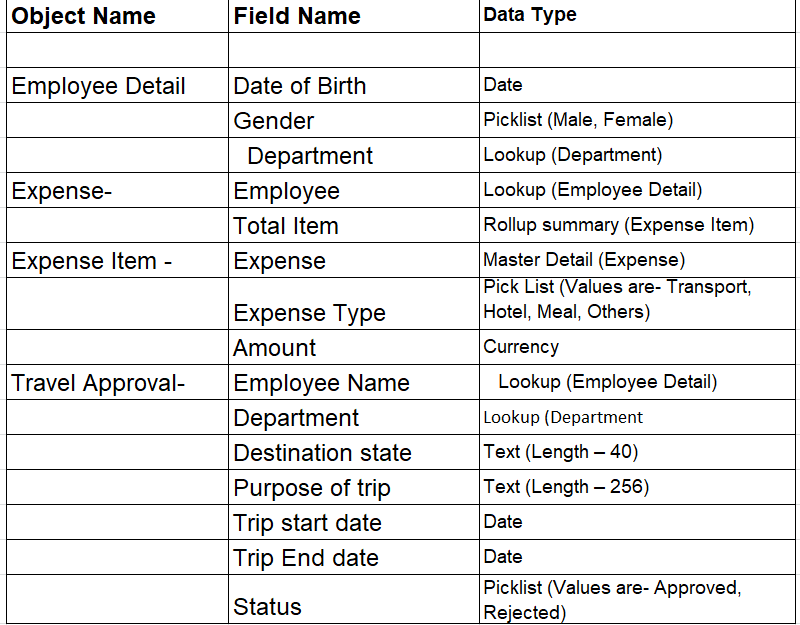 Object Name Field Name Data Type
Employee Detail Date of Birth Date
Gender Picklist (Male, Female)
Department Lookup (Department)
Expense- Employee Lookup (Employee Detail)
Total Item Rollup summary (Expense Item)
Expense Item - Expense Master Detail (Expense)
Expense Type Pick List (Values are- Transport,
Hotel, Meal, Others)
Amount Currency
Travel Approval- Employee Name Lookup (Employee Detail)
Department Lookup (Department
Destination state Text (Length – 40)
Purpose of trip Text (Length – 256)
Trip start date Date
Trip End date Date
Status Picklist (Values are- Approved,
Rejected)